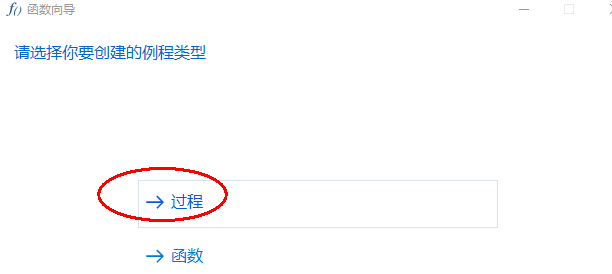 f() 函数向导
请选择你要创建的例程类型
→ 过程
→ 函数